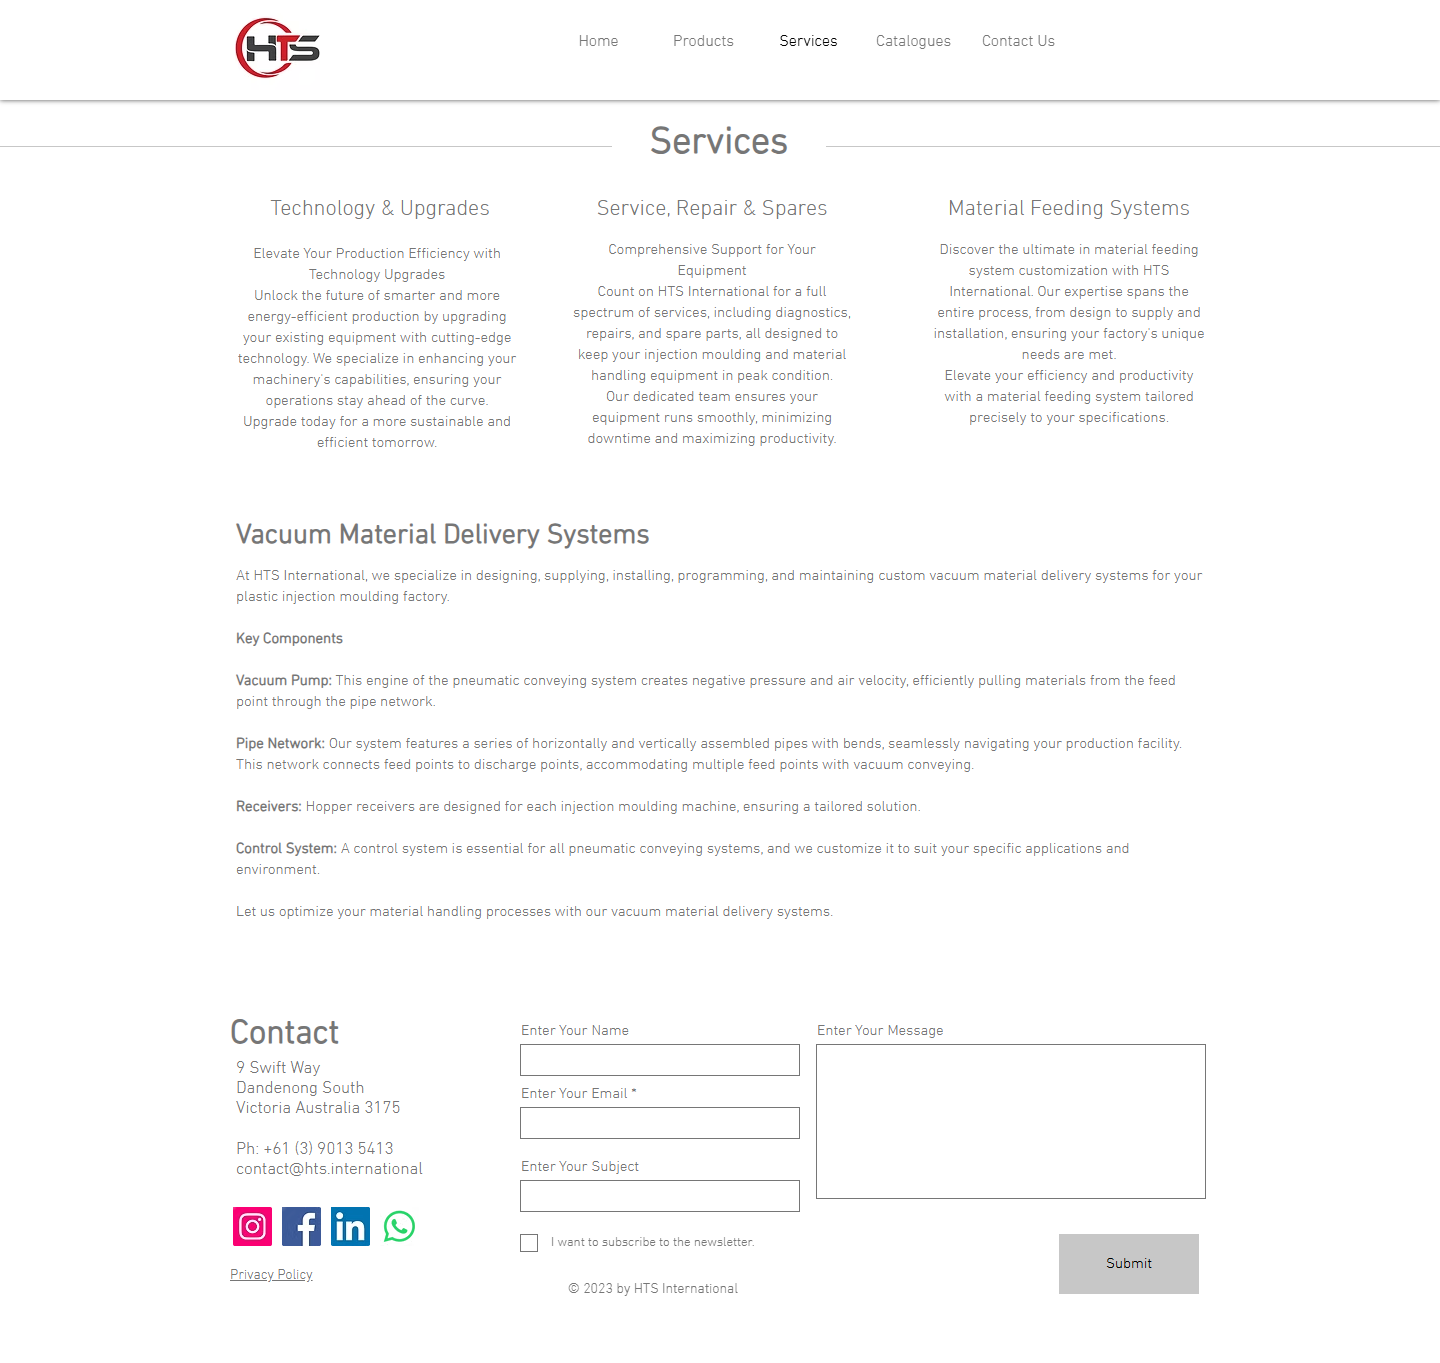 HTS
Home
Products
Services
Catalogues
Contact Us
Services
Technology & Upgrades
Elevate Your Production Efficiency with
Technology Upgrades
Unlock the future of smarter and more
energy-efficient production by upgrading
your existing equipment with cutting-edge
technology. We specialize in enhancing your
machinery's capabilities, ensuring your
operations stay ahead of the curve.
Upgrade today for a more sustainable and
efficient tomorrow.
Service, Repair & Spares
Comprehensive Support for Your
Equipment
Count on HTS International for a full
spectrum of services, including diagnostics,
repairs, and spare parts, all designed to
keep your injection moulding and material
handling equipment in peak condition.
Our dedicated team ensures your
equipment runs smoothly, minimizing
downtime and maximizing productivity.
Material Feeding Systems
Discover the ultimate in material feeding
system customization with HTS
International. Our expertise spans the
entire process, from design to supply and
installation, ensuring your factory's unique
needs are met.
Elevate your efficiency and productivity
with a material feeding system tailored
precisely to your specifications.
Vacuum Material Delivery Systems
At HTS International, we specialize in designing, supplying, installing, programming, and maintaining custom vacuum material delivery systems for your
plastic injection moulding factory.
Key Components
Vacuum Pump: This engine of the pneumatic conveying system creates negative pressure and air velocity, efficiently pulling materials from the feed
point through the pipe network.
Pipe Network: Our system features a series of horizontally and vertically assembled pipes with bends, seamlessly navigating your production facility.
This network connects feed points to discharge points, accommodating multiple feed points with vacuum conveying.
Receivers: Hopper receivers are designed for each injection moulding machine, ensuring a tailored solution.
Control System: A control system is essential for all pneumatic conveying systems, and we customize it to suit your specific applications and
environment.
Let us optimize your material handling processes with our vacuum material delivery systems.
Contact
9 Swift Way
Dandenong South
Victoria Australia 3175
Ph: +61 (3) 9013 5413
contact@hts.international
Privacy Policy
Enter Your Name
Enter Your Email *
Enter Your Subject
I want to subscribe to the newsletter.
Enter Your Message
Submit
© 2023 by HTS International